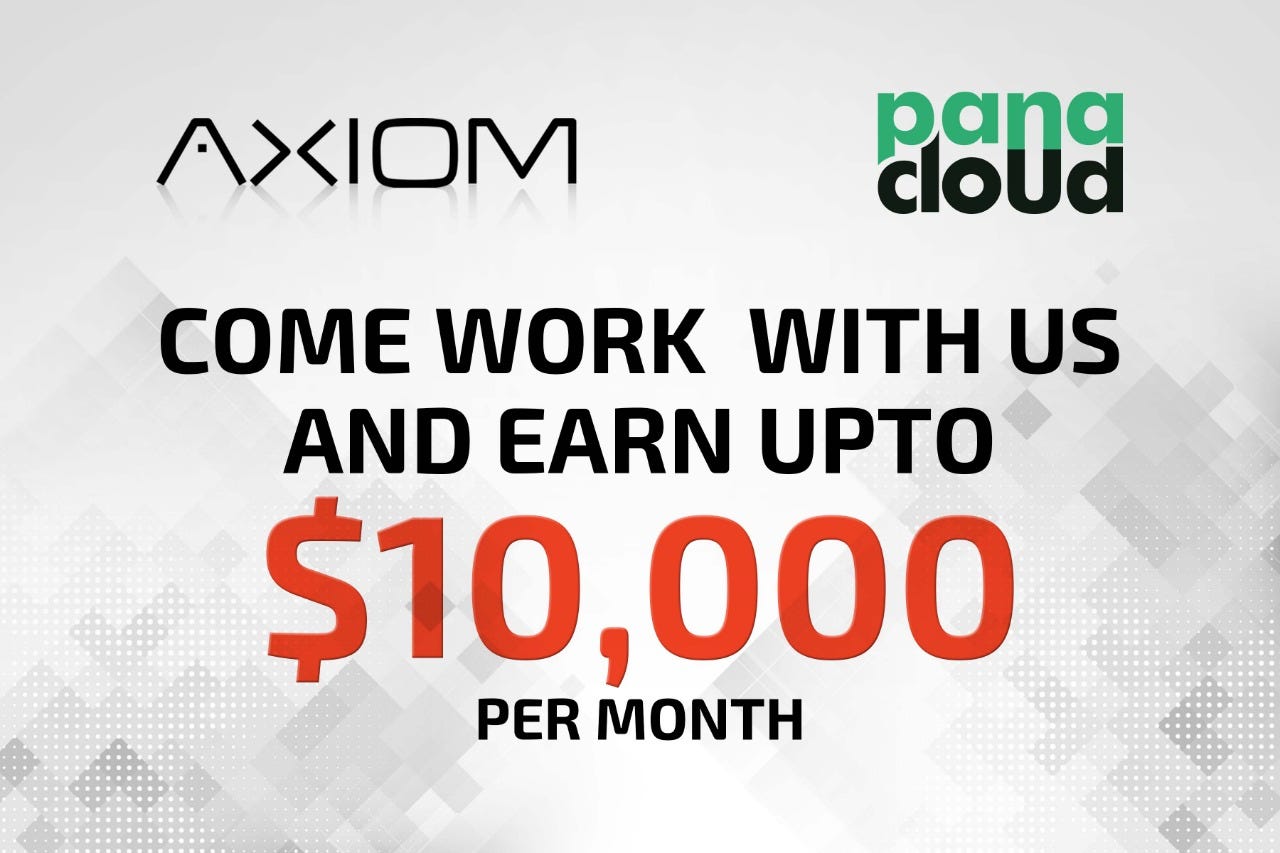 AXIOM
pana
cloud
COME WORK WITH US
AND EARN UPTO
$10,000
PER MONTH